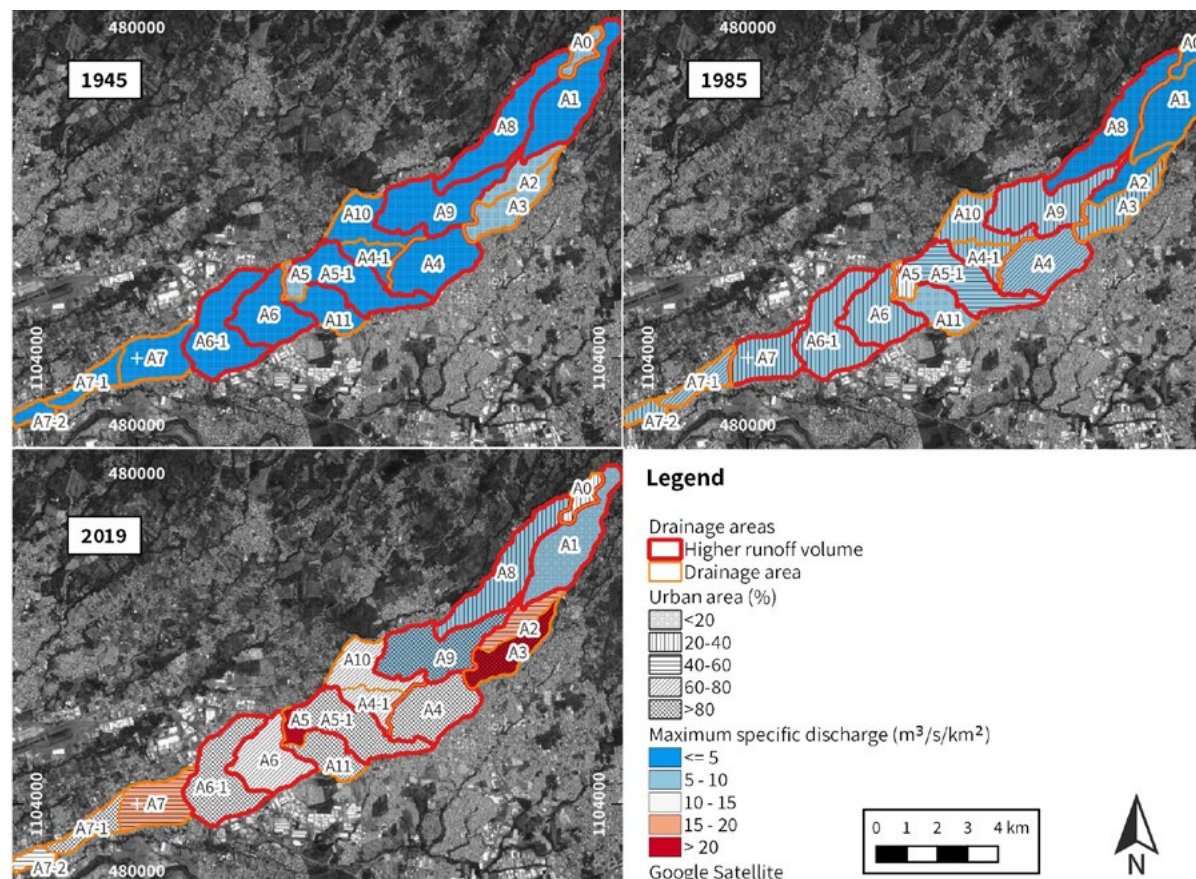 480000
1945
A0
A1
A8
A2
A3
A10
A9
A4-1
A4
A5
A5-1
A6
A11
A6-1
A7
A7-1
A7-2
1104000
480000
480000
1985
A0
A1
A8
A2
A3
A10
A9
A4-1
A4
A5
A5-1
A6
A11
A6-1
A7
A7-1
A7-2
1104000
1104000
480000
480000
2019
A0
A1
A8
A2
A3
A10
A9
A4-1
A4
A5
A5-1
A6
A11
A6-1
A7
A7-1
A7-2
1104000
1104000
480000
Legend
Drainage areas
Higher runoff volume
Drainage area
Urban area (%)
<20
20-40
40-60
60-80
>80
Maximum specific discharge (m³/s/km²)
<= 5
5 - 10
10 - 15
15 - 20
> 20
Google Satellite
0 1 2 3 4 km
N